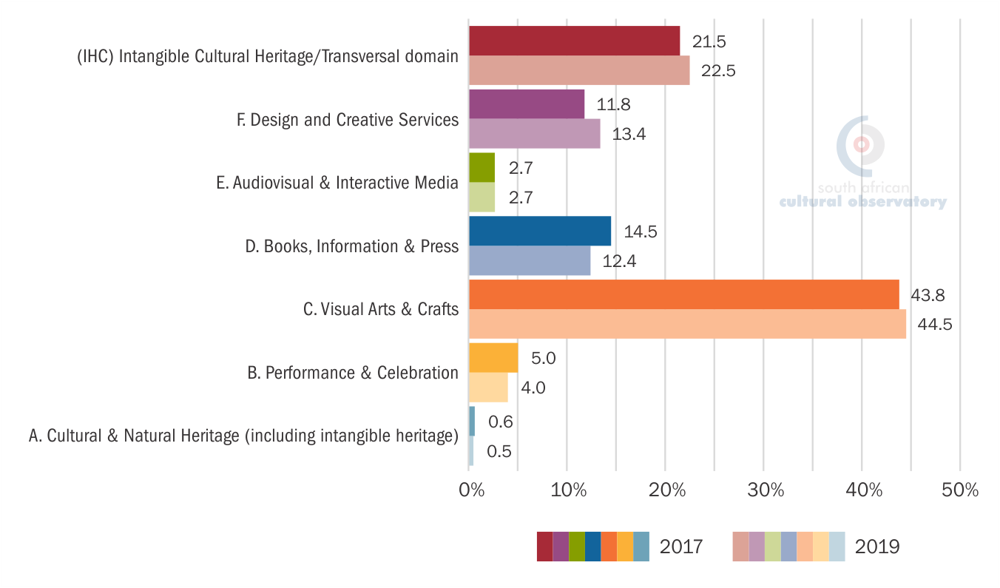 (IHC) Intangible Cultural Heritage/Transversal domain
21.5
22.5
F. Design and Creative Services
11.8
13.4
south african
cultural observatory
E. Audiovisual & Interactive Media
2.7
2.7
D. Books, Information & Press
14.5
12.4
C. Visual Arts & Crafts
43.8
44.5
B. Performance & Celebration
5.0
4.0
A. Cultural & Natural Heritage (including intangible heritage)
0.6
0.5
0% 10% 20% 30% 40% 50%
2017 2019